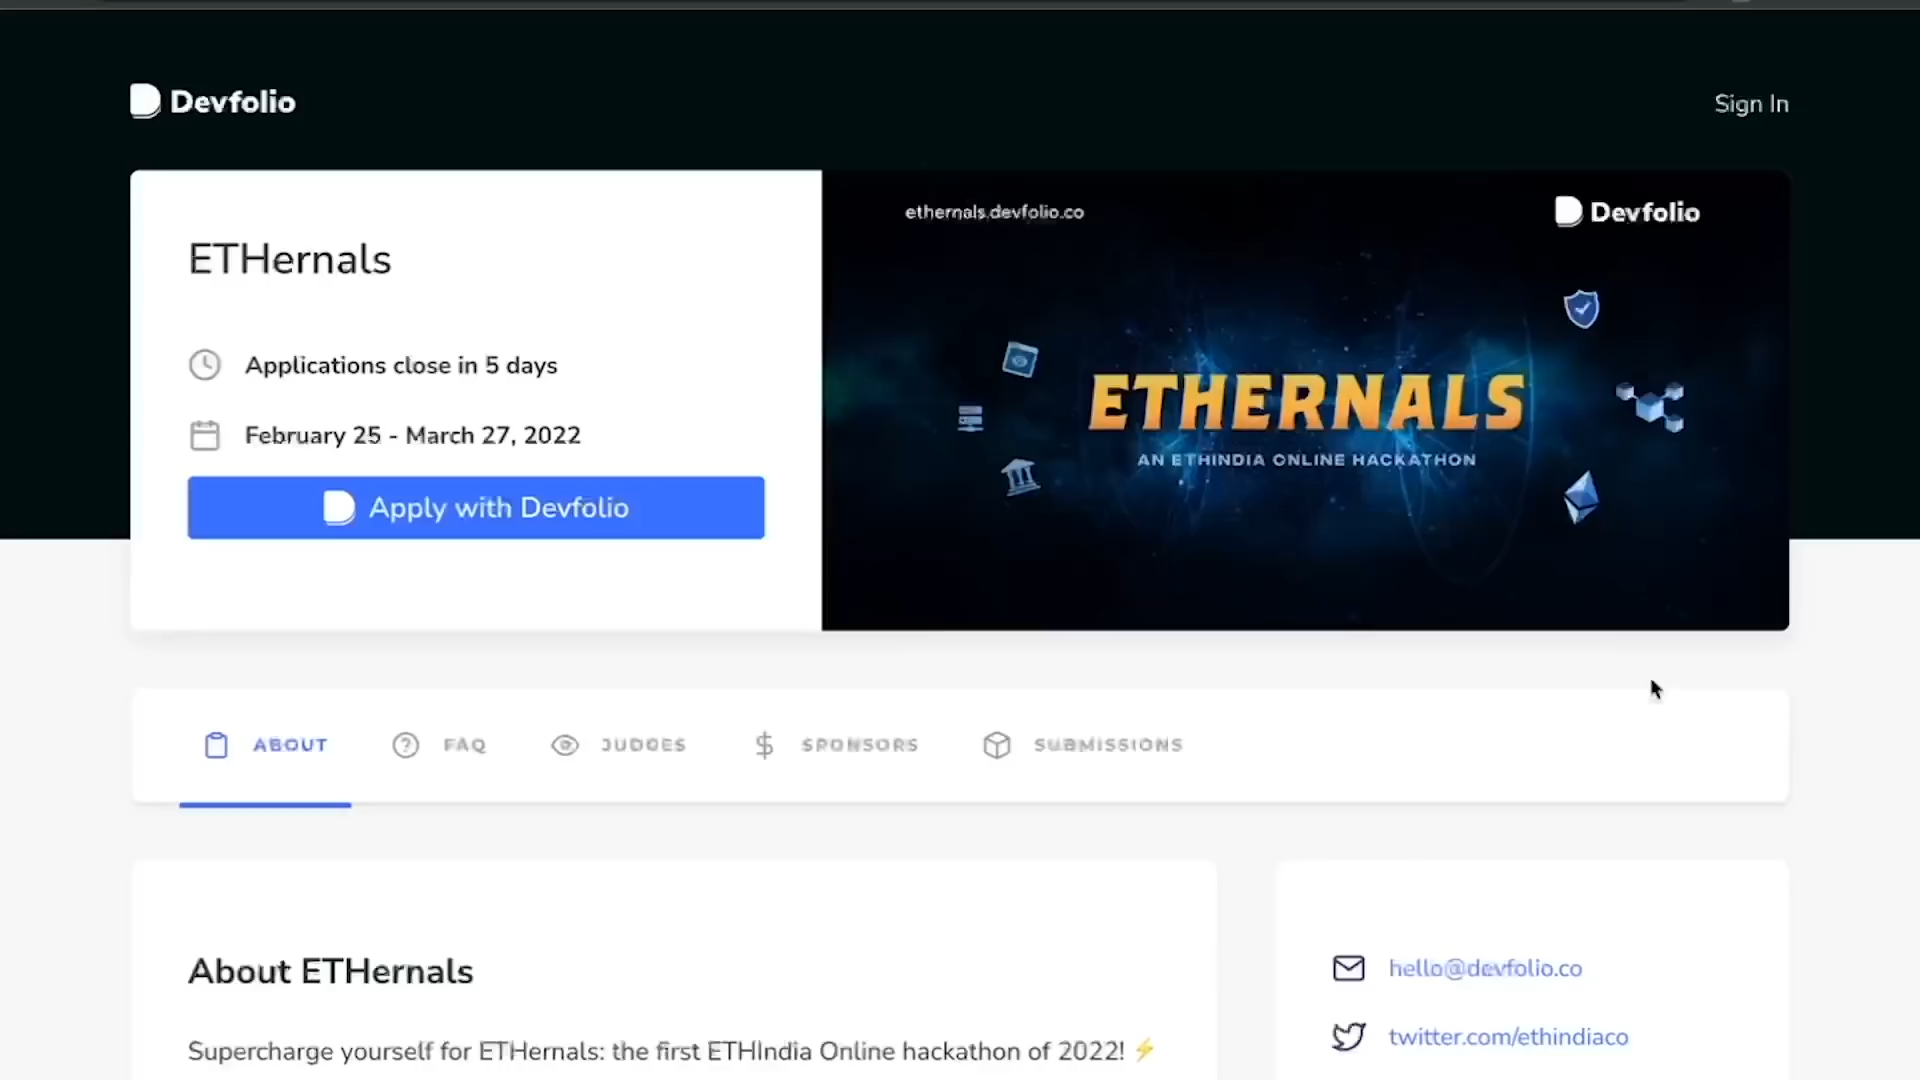 Devfolio
Sign In
ETHernals
Applications close in 5 days
February 25 - March 27, 2022
Apply with Devfolio
ethernals.devfolio.co
Devfolio
ETHERNALS
AN ETHINDIA ONLINE HACKATHON
ABOUT
FAQ
JUDGES
SPONSORS
SUBMISSIONS
About ETHernals
Supercharge yourself for ETHernals: the first ETHIndia Online hackathon of 2022! ⚡
hello@devfolio.co
twitter.com/ethindiaco